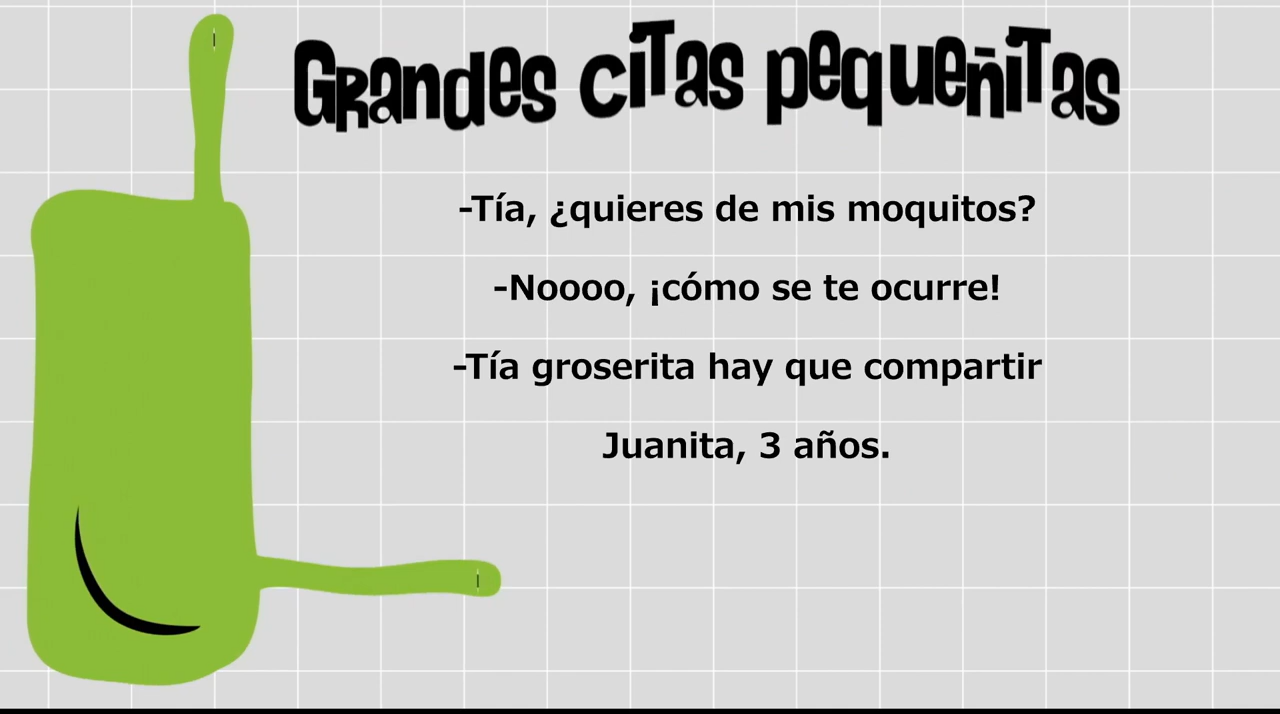 Grandes citas pequeñitas
-Tía, ¿quieres de mis moquitos?
-Noooo, ¡cómo se te ocurre!
-Tía groserita hay que compartir
Juanita, 3 años.